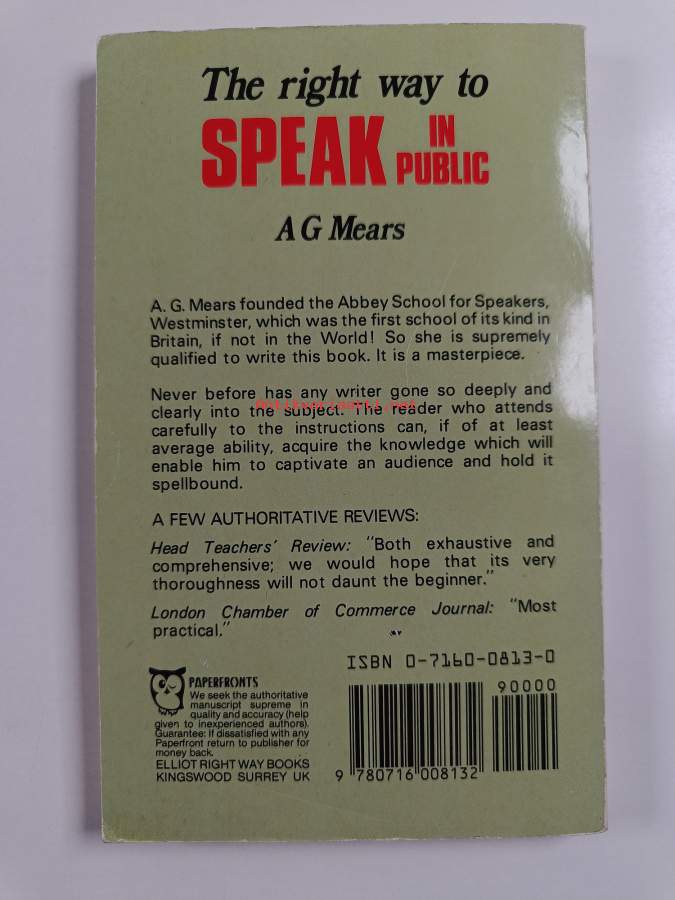 The right way to
SPEAK IN PUBLIC
A G Mears
A. G. Mears founded the Abbey School for Speakers,
Westminster, which was the first school of its kind in
Britain, if not in the World! So she is supremely
qualified to write this book. It is a masterpiece.
Never before has any writer gone so deeply and
clearly into the subject. The reader who attends
carefully to the instructions can, if of at least
average ability, acquire the knowledge which will
enable him to captivate an audience and hold it
spellbound.
A FEW AUTHORITATIVE REVIEWS:
Head Teachers' Review: "Both exhaustive and
comprehensive; we would hope that its very
thoroughness will not daunt the beginner."
London Chamber of Commerce Journal: "Most
practical."
ISBN 0-7160-0813-0
90000
PAPERFRONTS
We seek the authoritative
manuscript supreme in
quality and accuracy (help
given to inexperienced authors).
Guarantee: If dissatisfied with any
Paperfront return to publisher for
money back.
ELLIOT RIGHT WAY BOOKS
KINGSWOOD SURREY UK
9 780716 008132